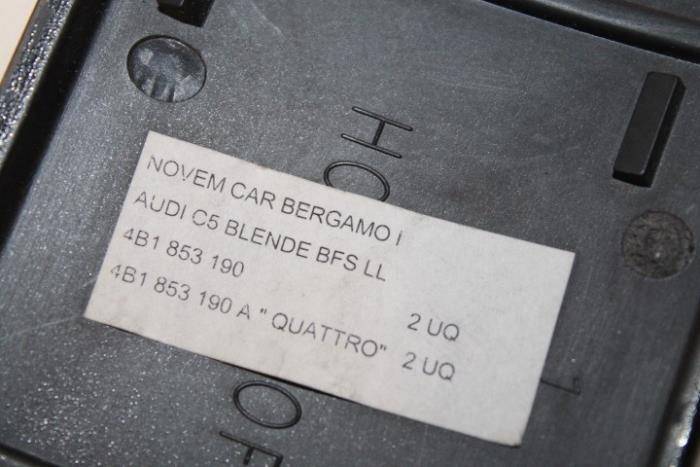 NOVEM CAR BERGAMO I
AUDI C5 BLENDE BFS LL
4B1 853 190 2 UQ
4B1 853 190 A " QUATTRO" 2 UQ